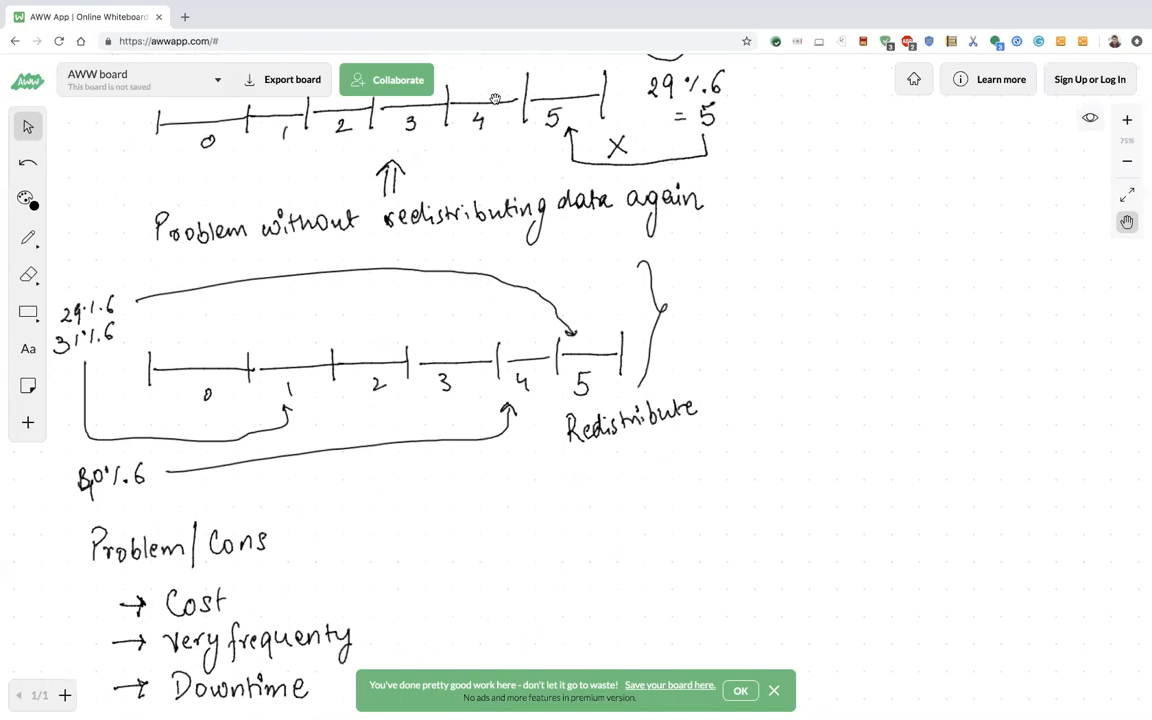 AWW App | Online Whiteboard
https://awwapp.com/#
AWW board
This board is not saved
Export board
Collaborate
Learn more
Sign Up or Log In
75%
Aa
29 % 6
= 5
0 1 2 3 4 5
X
Problem without redistributing data again
29 % 6
31 % 6
0 1 2 3 4 5
Redistribute
% 6
Problem / Cons
→ Cost
→ very frequenty
→ Downtime
1/1
You've done pretty good work here - don't let it go to waste! Save your board here.
No ads and more features in premium version.
OK